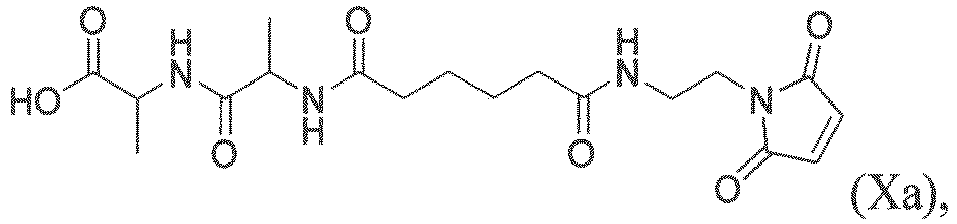 O H O H O
HO N N N N
O H O O
(Xa),